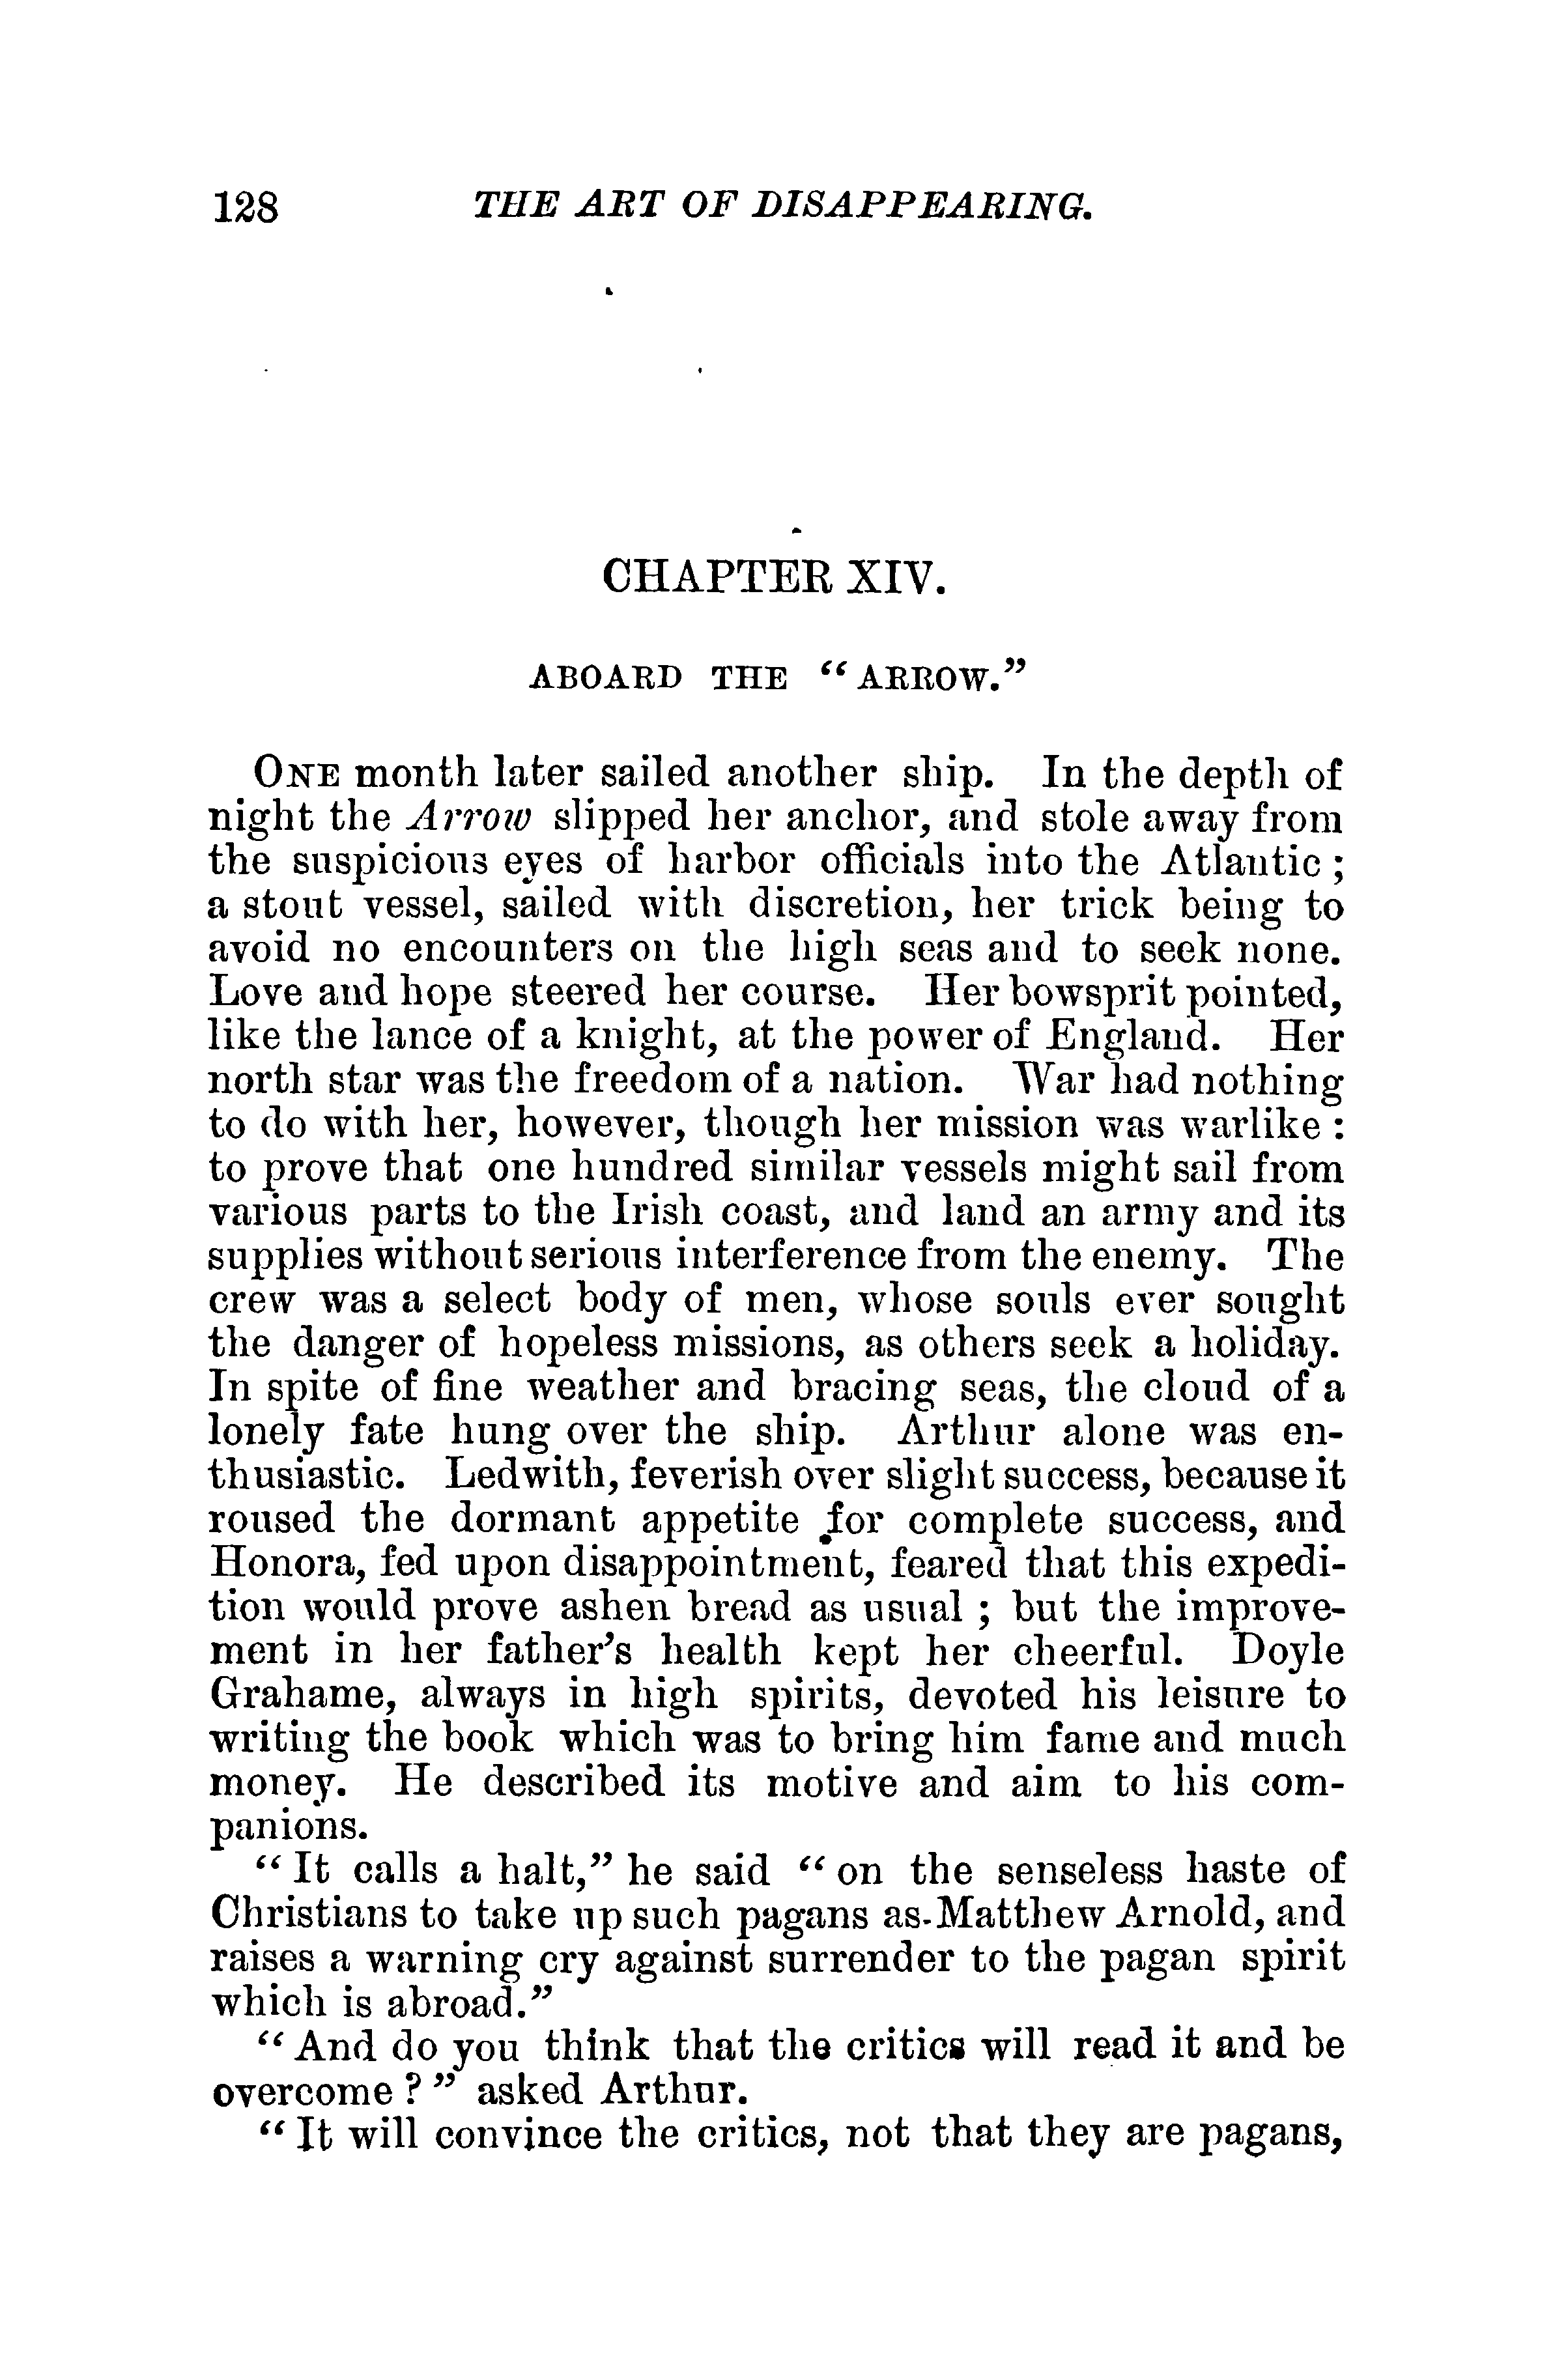 128 THE ART OF DISAPPEARING.
CHAPTER XIV.
ABOARD THE “ARROW.”
ONE month later sailed another ship. In the depth of
night the Arrow slipped her anchor, and stole away from
the suspicious eyes of harbor officials into the Atlantic ;
a stout vessel, sailed with discretion, her trick being to
avoid no encounters on the high seas and to seek none.
Love and hope steered her course. Her bowsprit pointed,
like the lance of a knight, at the power of England. Her
north star was the freedom of a nation. War had nothing
to do with her, however, though her mission was warlike :
to prove that one hundred similar vessels might sail from
various parts to the Irish coast, and land an army and its
supplies without serious interference from the enemy. The
crew was a select body of men, whose souls ever sought
the danger of hopeless missions, as others seek a holiday.
In spite of fine weather and bracing seas, the cloud of a
lonely fate hung over the ship. Arthur alone was en-
thusiastic. Ledwith, feverish over slight success, because it
roused the dormant appetite for complete success, and
Honora, fed upon disappointment, feared that this expedi-
tion would prove ashen bread as usual ; but the improve-
ment in her father’s health kept her cheerful. Doyle
Grahame, always in high spirits, devoted his leisure to
writing the book which was to bring him fame and much
money. He described its motive and aim to his com-
panions.
“ It calls a halt,” he said “ on the senseless haste of
Christians to take up such pagans as Matthew Arnold, and
raises a warning cry against surrender to the pagan spirit
which is abroad.”
“ And do you think that the critics will read it and be
overcome ? ” asked Arthur.
“ It will convince the critics, not that they are pagans,